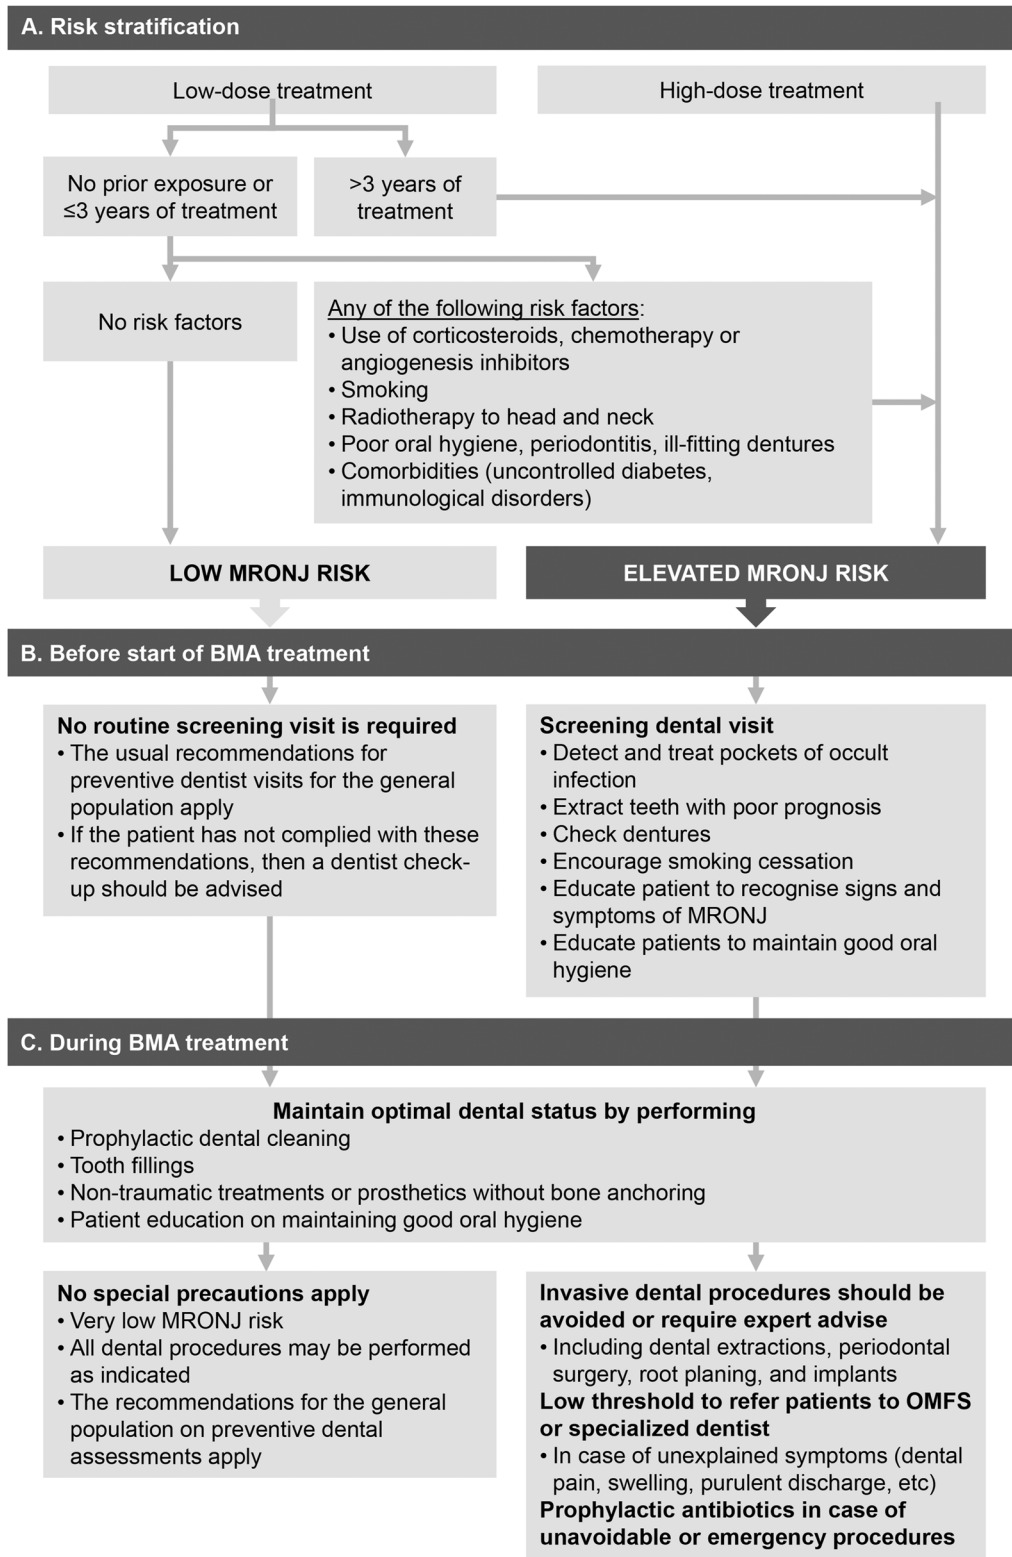 A. Risk stratification
Low-dose treatment
High-dose treatment
No prior exposure or
≤3 years of treatment
>3 years of
treatment
No risk factors
Any of the following risk factors:
• Use of corticosteroids, chemotherapy or
angiogenesis inhibitors
• Smoking
• Radiotherapy to head and neck
• Poor oral hygiene, periodontitis, ill-fitting dentures
• Comorbidities (uncontrolled diabetes,
immunological disorders)
LOW MRONJ RISK
ELEVATED MRONJ RISK
B. Before start of BMA treatment
No routine screening visit is required
• The usual recommendations for
preventive dentist visits for the general
population apply
• If the patient has not complied with these
recommendations, then a dentist check-
up should be advised
Screening dental visit
• Detect and treat pockets of occult
infection
• Extract teeth with poor prognosis
• Check dentures
• Encourage smoking cessation
• Educate patient to recognise signs and
symptoms of MRONJ
• Educate patients to maintain good oral
hygiene
C. During BMA treatment
Maintain optimal dental status by performing
• Prophylactic dental cleaning
• Tooth fillings
• Non-traumatic treatments or prosthetics without bone anchoring
• Patient education on maintaining good oral hygiene
No special precautions apply
• Very low MRONJ risk
• All dental procedures may be performed
as indicated
• The recommendations for the general
population on preventive dental
assessments apply
Invasive dental procedures should be
avoided or require expert advise
• Including dental extractions, periodontal
surgery, root planing, and implants
Low threshold to refer patients to OMFS
or specialized dentist
• In case of unexplained symptoms (dental
pain, swelling, purulent discharge, etc)
Prophylactic antibiotics in case of
unavoidable or emergency procedures